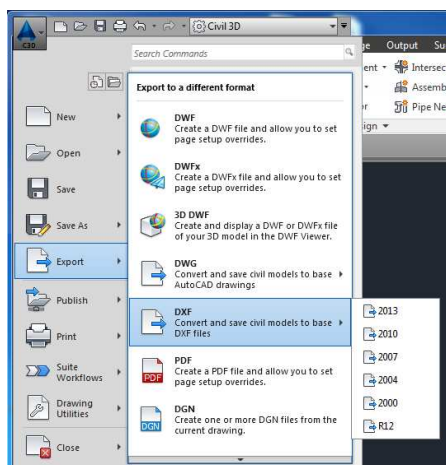 Civil 3D
C3D
Search Commands
ge Output Su
ent Intersec
Assemb
or Pipe Ne
ign
Export to a different format
New
Open
Save
Save As
Export
Publish
Print
Suite
Workflows
Drawing
Utilities
Close
DWF
Create a DWF file and allow you to set
page setup overrides.
DWFx
Create a DWFx file and allow you to set
page setup overrides.
3D DWF
Create and display a DWF or DWFx file
of your 3D model in the DWF Viewer.
DWG
Convert and save civil models to base
AutoCAD drawings
DXF
Convert and save civil models to base
DXF files
PDF
PDF
Create a PDF file and allow you to set
page setup overrides.
DGN
DGN
Create one or more DGN files from the
current drawing.
2013
2010
2007
2004
2000
R12